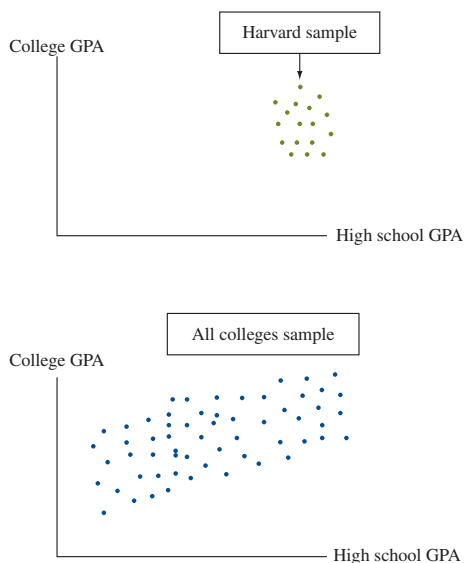 Harvard sample
College GPA
High school GPA
All colleges sample
College GPA
High school GPA